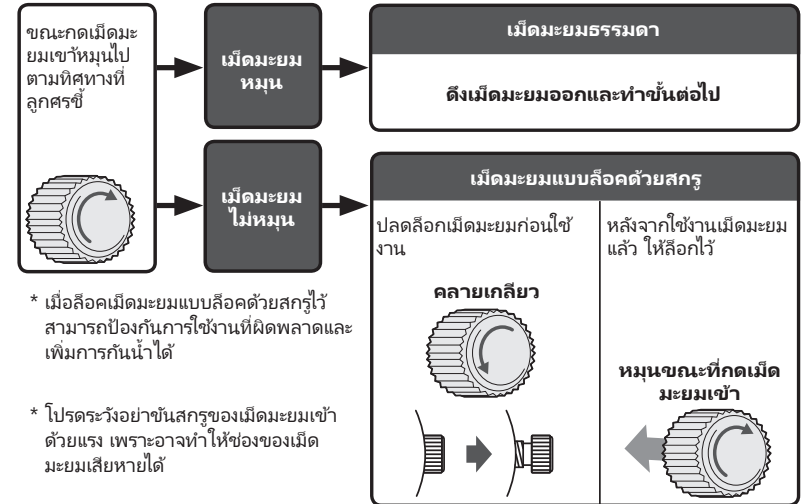 ขณะกดเม็ดมะ
ยมเข้าหมุนไป
ตามทิศทางที่
ลูกศรชี้
เม็ดมะยม
หมุน
เม็ดมะยมธรรมดา
ดึงเม็ดมะยมออกและทำขั้นต่อไป
เม็ดมะยม
ไม่หมุน
เม็ดมะยมแบบล็อคด้วยสกรู
ปลดล็อกเม็ดมะยมก่อนใช้
งาน
คลายเกลียว
หลังจากใช้งานเม็ดมะยม
แล้ว ให้ล็อกไว้
หมุนขณะที่กดเม็ด
มะยมเข้า
* เมื่อล็อคเม็ดมะยมแบบล็อคด้วยสกรูไว้
สามารถป้องกันการใช้งานที่ผิดพลาดและ
เพิ่มการกันน้ำได้
* โปรดระวังอย่าขันสกรูของเม็ดมะยมเข้า
ด้วยแรง เพราะอาจทำให้ช่องของเม็ด
มะยมเสียหายได้